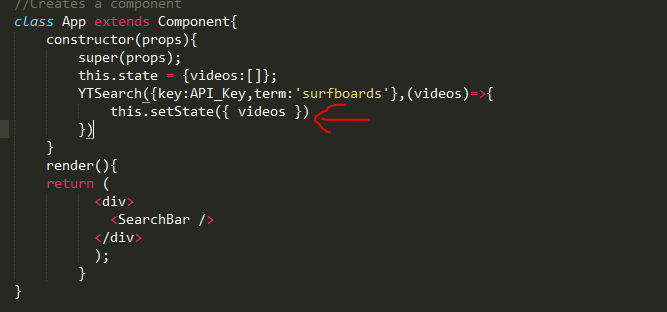 //Creates a component
class App extends Component{
    constructor(props){
        super(props);
        this.state = {videos:[]};
        YTSearch({key:API_Key,term:'surfboards'},(videos)=>{
            this.setState({ videos })
        })
    }
    render(){
    return (
          <div>
            <SearchBar />
          </div>
          );
        }
}